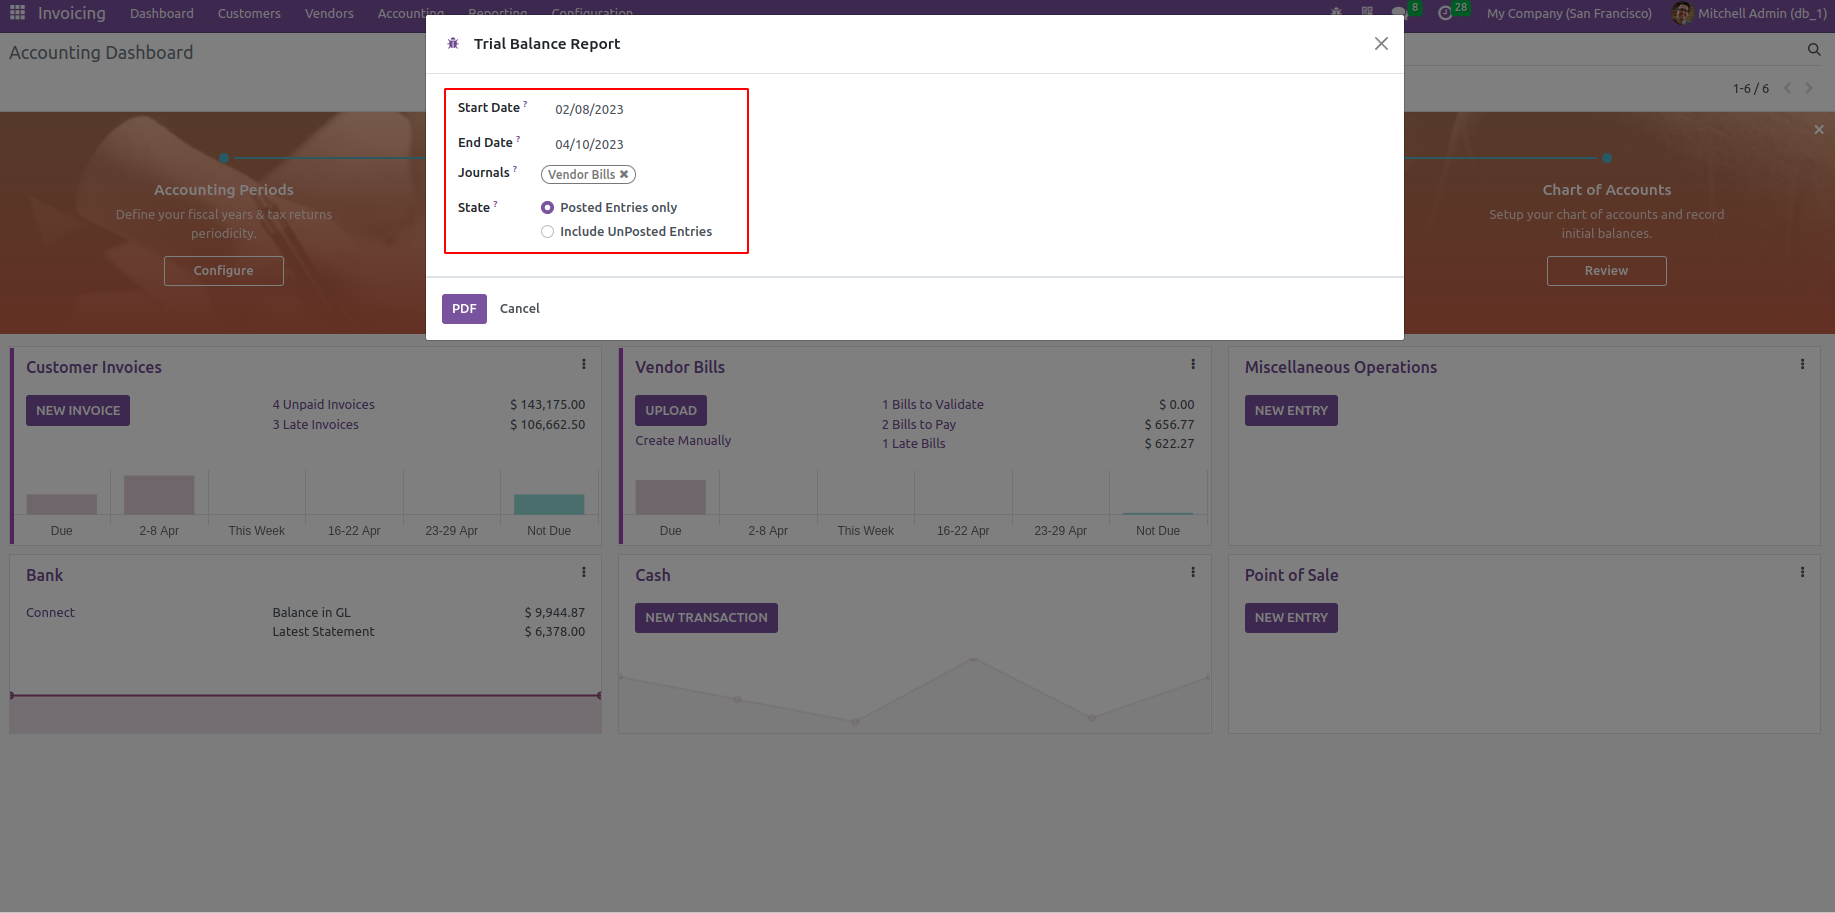 Invoicing Dashboard Customers Vendors Accounting Reporting Configuration 8 28 My Company (San Francisco) Mitchell Admin (db_1)
Accounting Dashboard
1-6 / 6
Trial Balance Report
Start Date ? 02/08/2023
End Date ? 04/10/2023
Journals ? Vendor Bills ✖
State ? Posted Entries only
Include UnPosted Entries
PDF Cancel
Accounting Periods
Define your fiscal years & tax returns
periodicity.
Configure
Chart of Accounts
Setup your chart of accounts and record
initial balances.
Review
Customer Invoices
NEW INVOICE
4 Unpaid Invoices $ 143,175.00
3 Late Invoices $ 106,662.50
Due 2-8 Apr This Week 16-22 Apr 23-29 Apr Not Due
Vendor Bills
UPLOAD
Create Manually
1 Bills to Validate $ 0.00
2 Bills to Pay $ 656.77
1 Late Bills $ 622.27
Due 2-8 Apr This Week 16-22 Apr 23-29 Apr Not Due
Miscellaneous Operations
NEW ENTRY
Bank
Connect
Balance in GL $ 9,944.87
Latest Statement $ 6,378.00
Cash
NEW TRANSACTION
Point of Sale
NEW ENTRY